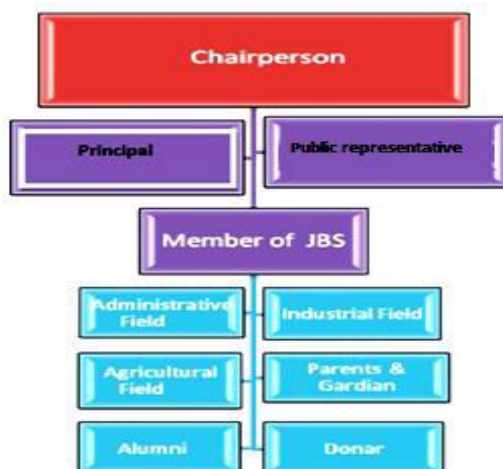 Chairperson
Principal
Public representative
Member of JBS
Administrative
Field
Industrial Field
Agricultural
Field
Parents &
Gardian
Alumni
Donar